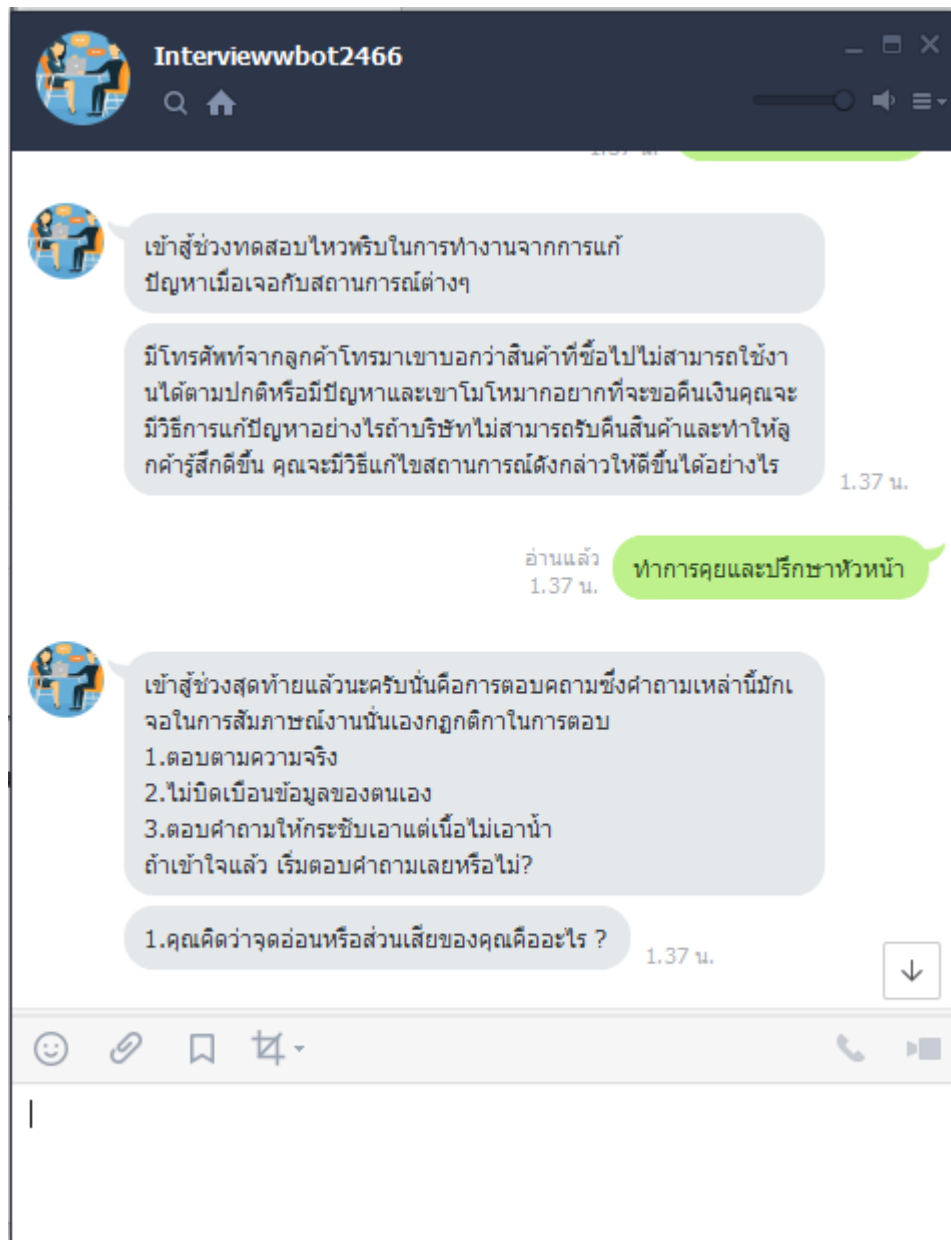 Interviewwbot2466
เข้าสู้ช่วงทดสอบไหวพริบในการทำงานจากการแก้
ปัญหาเมื่อเจอกับสถานการณ์ต่างๆ
มีโทรศัพท์จากลูกค้าโทรมาเขาบอกว่าสินค้าที่ซื้อไปไม่สามารถใช้งา
นได้ตามปกติหรือมีปัญหาและเขาโมโหมากอยากที่จะขอคืนเงินคุณจะ
มีวิธีการแก้ปัญหาอย่างไรถ้าบริษัทไม่สามารถรับคืนสินค้าและทำให้ลู
กค้ารู้สึกดีขึ้น คุณจะมีวิธีแก้ไขสถานการณ์ดังกล่าวให้ดีขึ้นได้อย่างไร
1.37 น.
อ่านแล้ว
1.37 น.
ทำการคุยและปรึกษาหัวหน้า
เข้าสู้ช่วงสุดท้ายแล้วนะครับนั่นคือการตอบคถามซึ่งคำถามเหล่านี้มักเ
จอในการสัมภาษณ์งานนั่นเองกฏกติกาในการตอบ
1.ตอบตามความจริง
2.ไม่บิดเบือนข้อมูลของตนเอง
3.ตอบคำถามให้กระชับเอาแต่เนื้อไม่เอาน้ำ
ถ้าเข้าใจแล้ว เริ่มตอบคำถามเลยหรือไม่?
1.คุณคิดว่าจุดอ่อนหรือส่วนเสียของคุณคืออะไร ?
1.37 น.